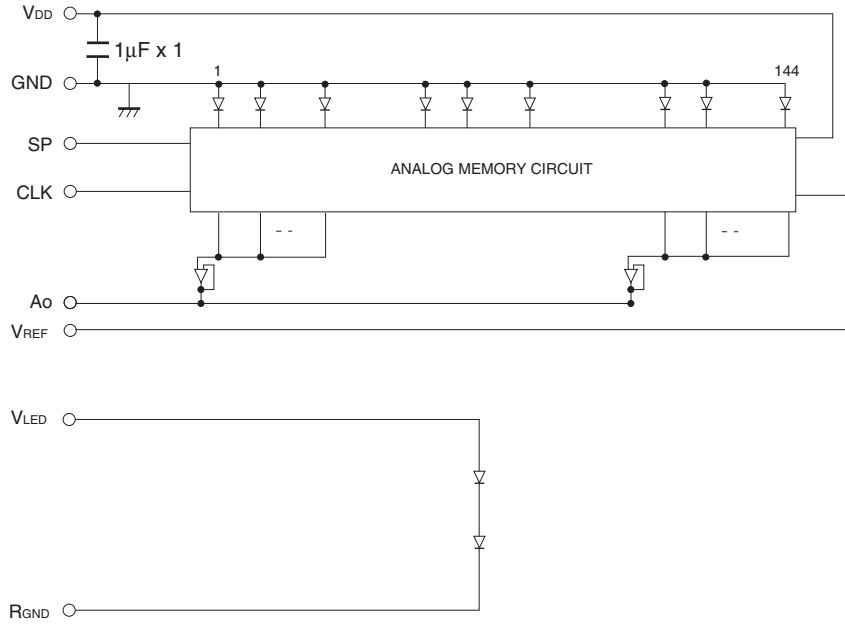 VDD
1μF x 1
GND
1
144
SP
ANALOG MEMORY CIRCUIT
CLK
- -
- -
Ao
VREF
VLED
RGND